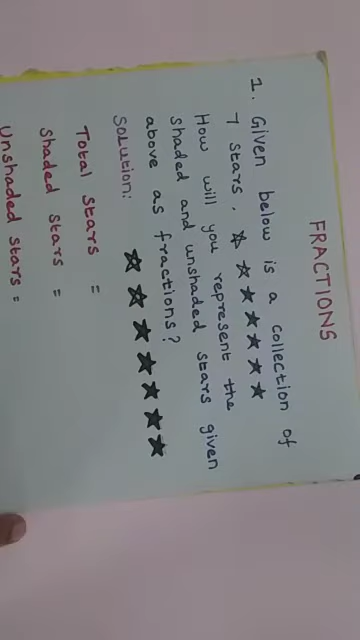 FRACTIONS
1. Given below is a collection of
7 stars. ☆ ★ ★ ★ ★ ★ ★
How will you represent the
shaded and unshaded stars given
above as fractions?
Solution: ☆ ☆ ★ ★ ★ ★ ★
Total stars =
Shaded stars =
Unshaded stars =